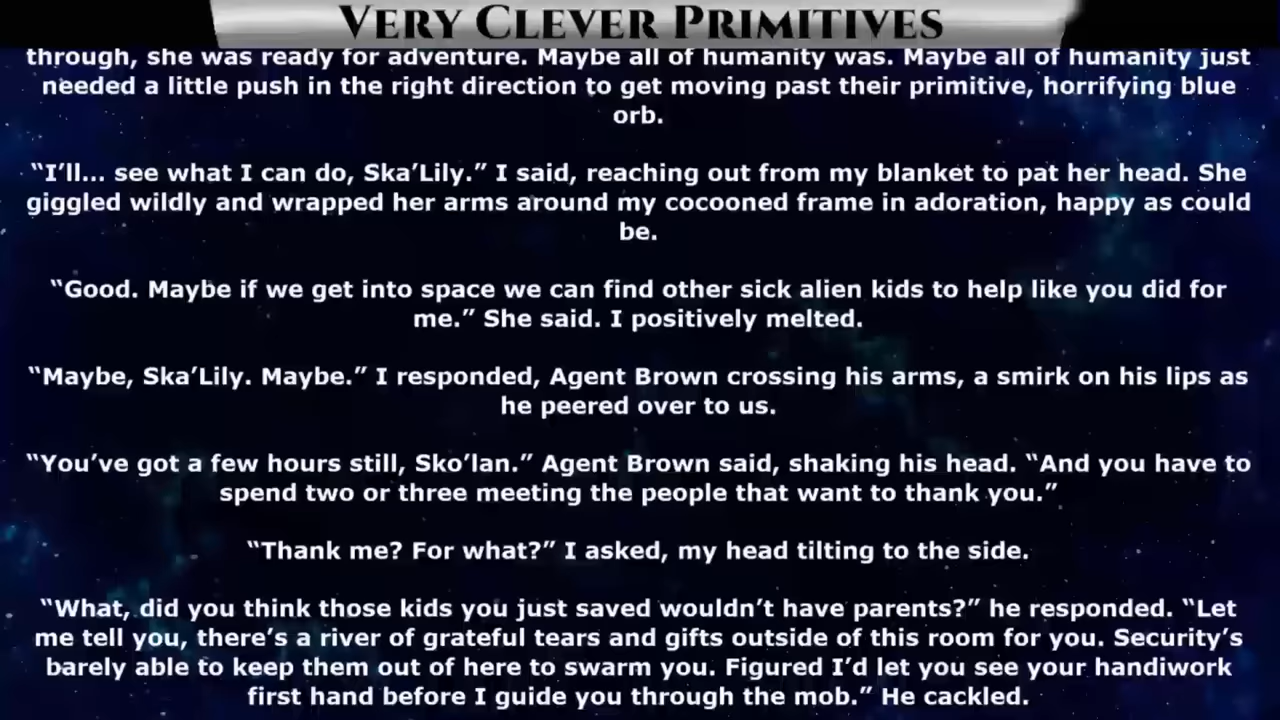 VERY CLEVER PRIMITIVES
through, she was ready for adventure. Maybe all of humanity was. Maybe all of humanity just
needed a little push in the right direction to get moving past their primitive, horrifying blue
orb.
“I’ll... see what I can do, Ska’Lily.” I said, reaching out from my blanket to pat her head. She
giggled wildly and wrapped her arms around my cocooned frame in adoration, happy as could
be.
“Good. Maybe if we get into space we can find other sick alien kids to help like you did for
me.” She said. I positively melted.
“Maybe, Ska’Lily. Maybe.” I responded, Agent Brown crossing his arms, a smirk on his lips as
he peered over to us.
“You’ve got a few hours still, Sko’lan.” Agent Brown said, shaking his head. “And you have to
spend two or three meeting the people that want to thank you.”
“Thank me? For what?” I asked, my head tilting to the side.
“What, did you think those kids you just saved wouldn’t have parents?” he responded. “Let
me tell you, there’s a river of grateful tears and gifts outside of this room for you. Security’s
barely able to keep them out of here to swarm you. Figured I’d let you see your handiwork
first hand before I guide you through the mob.” He cackled.